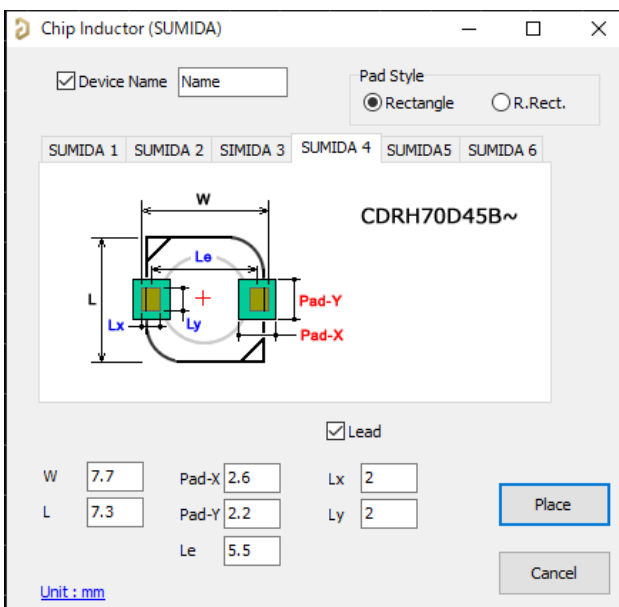 Chip Inductor (SUMIDA)
Device Name Name
Pad Style
Rectangle R.Rect.
SUMIDA 1 SUMIDA 2 SIMIDA 3 SUMIDA 4 SUMIDA5 SUMIDA 6
W
CDRH70D45B~
Le
L
Pad-Y
Lx
Ly
Pad-X
Lead
W 7.7 Pad-X 2.6 Lx 2
L 7.3 Pad-Y 2.2 Ly 2
Place
Le 5.5
Cancel
Unit : mm